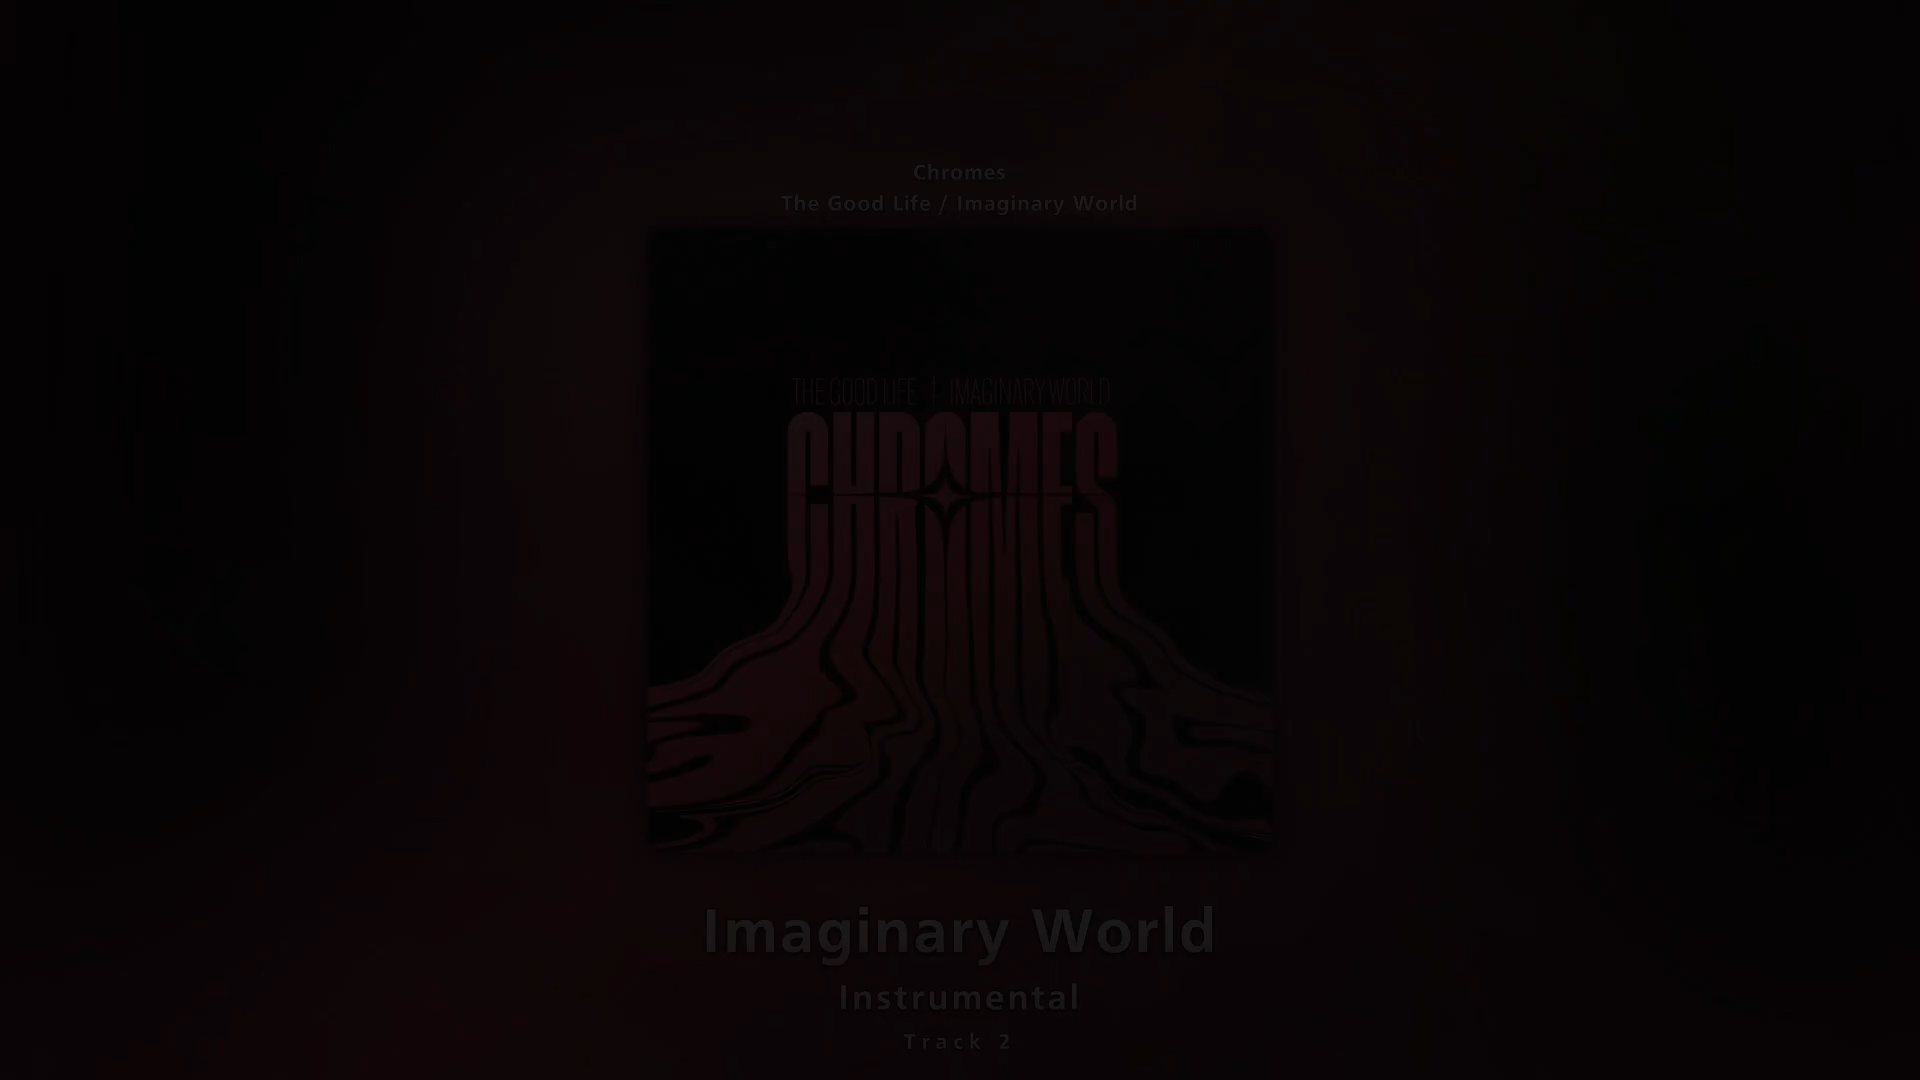 Chromes
The Good Life / Imaginary World
THE GOOD LIFE † IMAGINARY WORLD
CHROMES
Imaginary World
Instrumental
Track 2